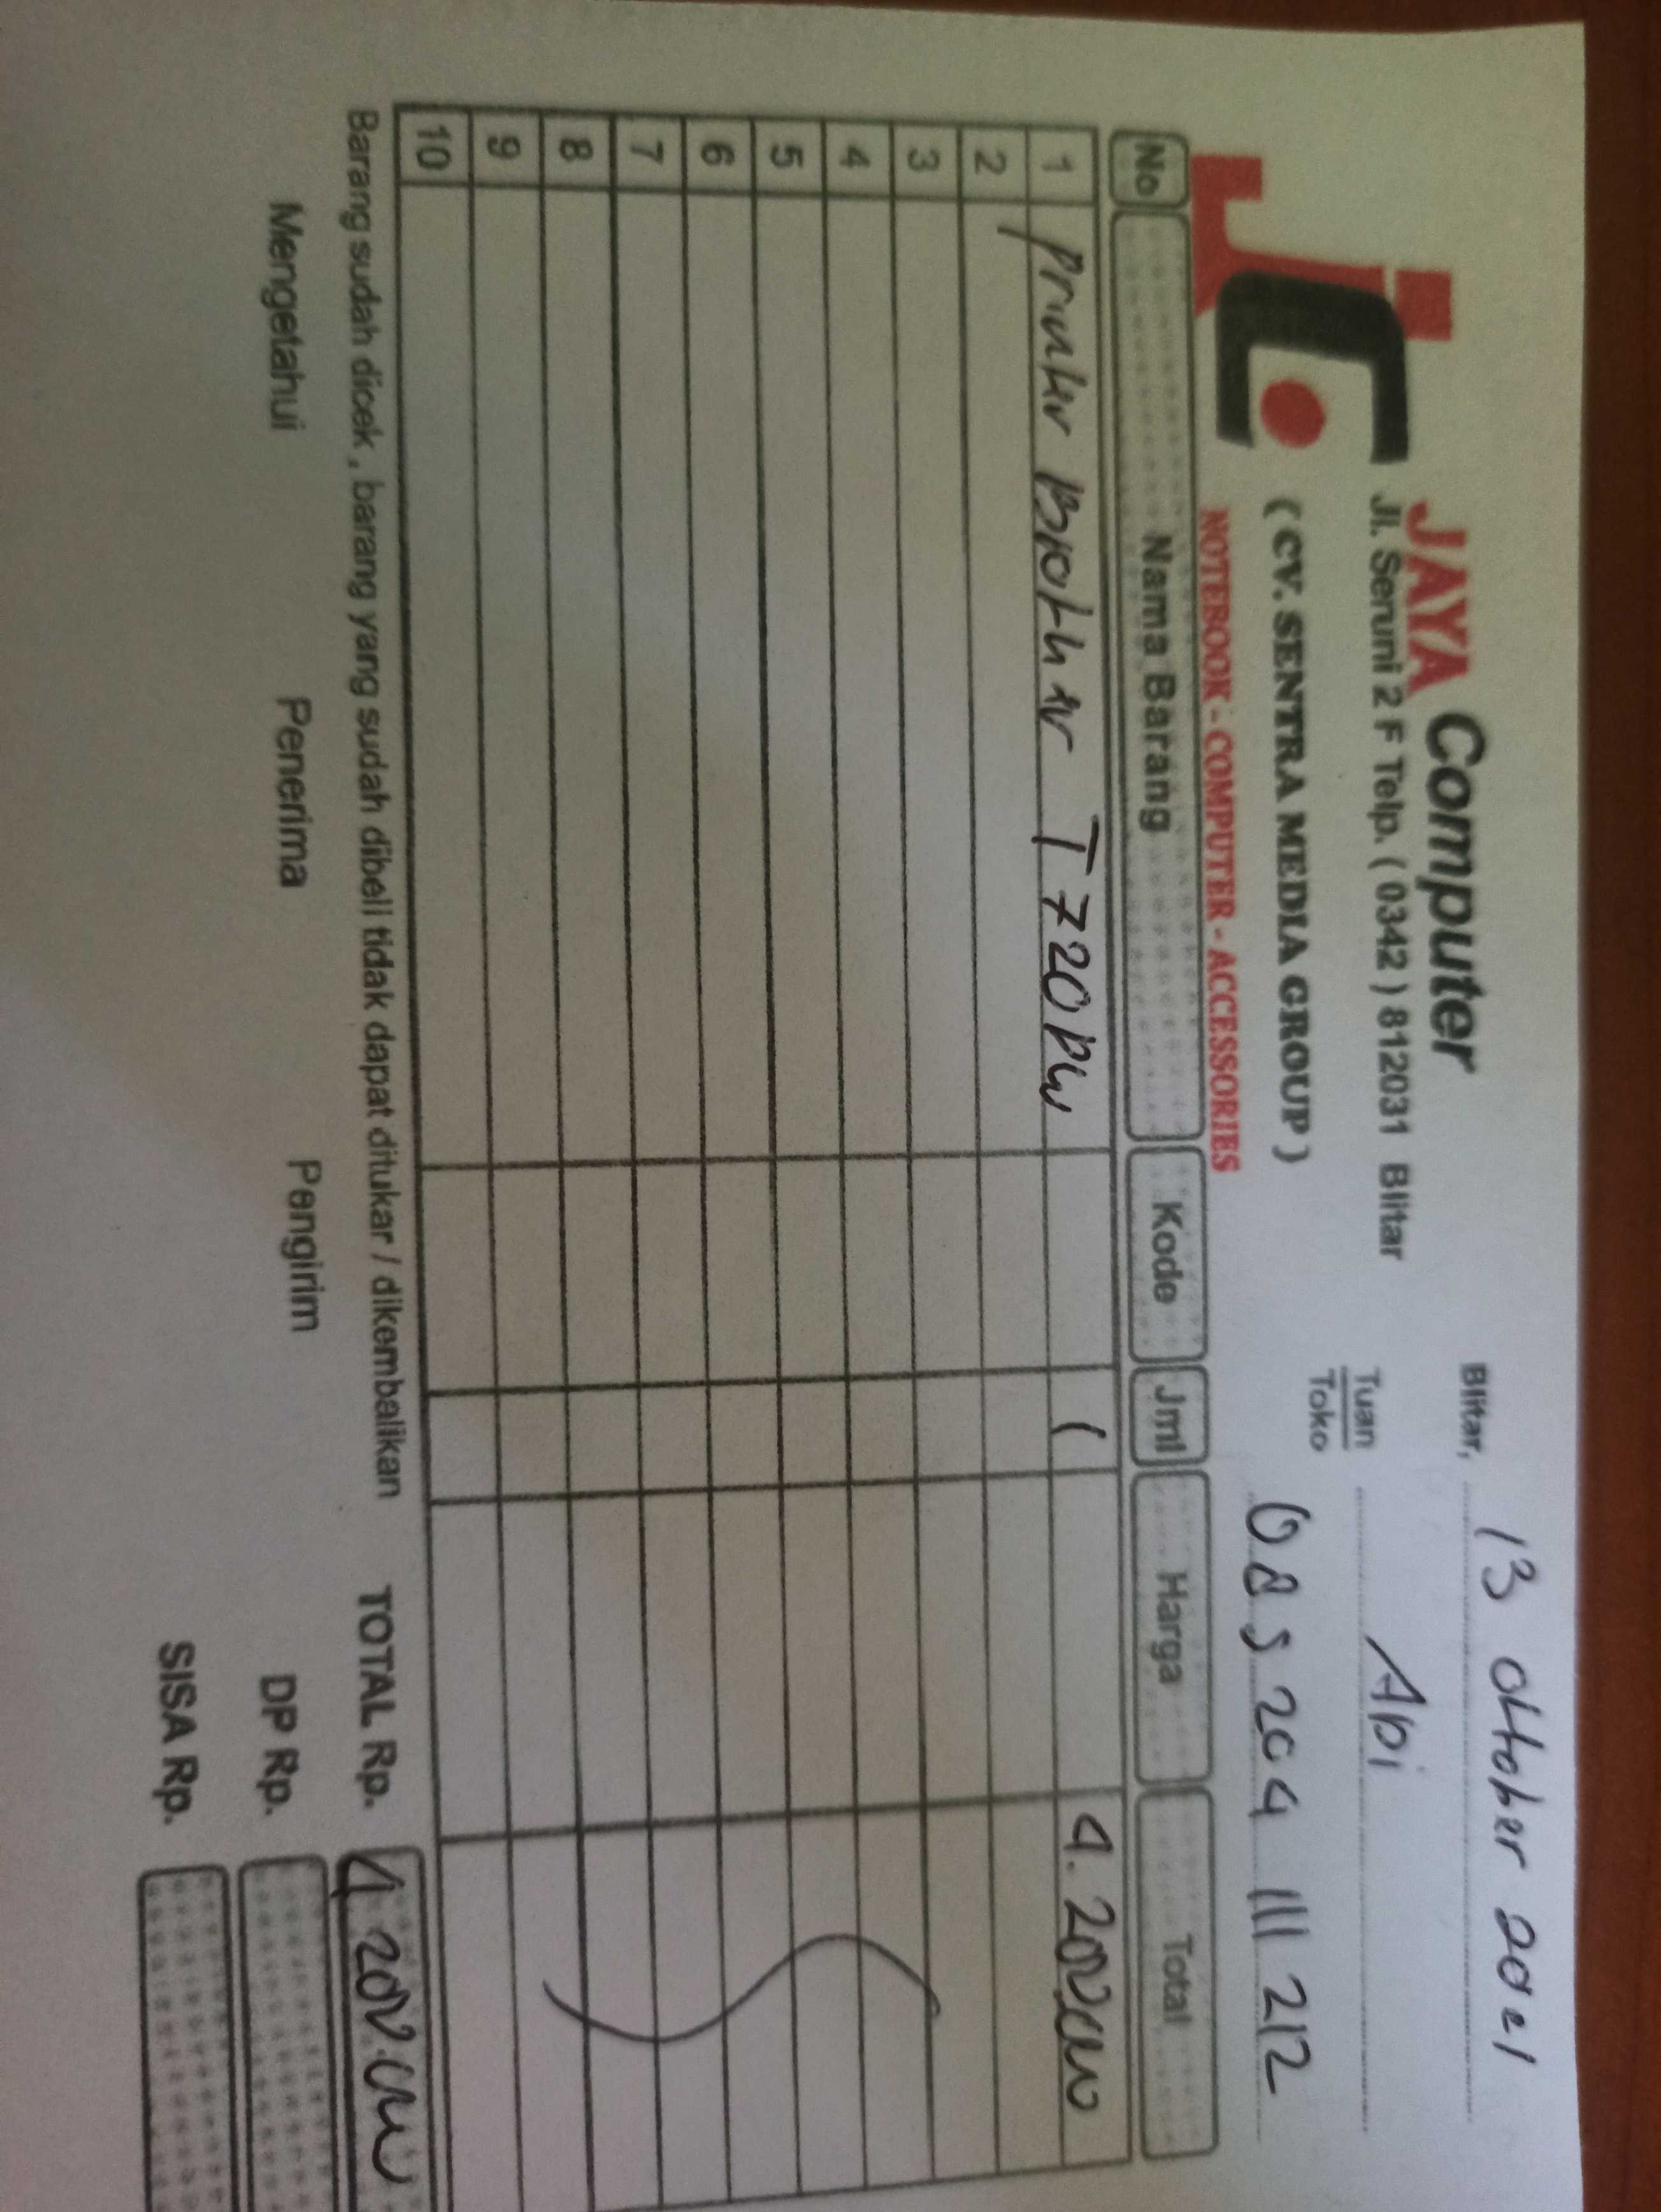 JC
JAYA Computer
Jl. Seruni 2 F Telp. ( 0342 ) 812031 Blitar
( CV. SENTRA MEDIA GROUP )
NOTEBOOK - COMPUTER - ACCESSORIES
Blitar, 13 Oktober 2021
Tuan Abi
Toko
085 204 111 212
No Nama Barang Kode Jml Harga Total
1 Printer Brother T720DW 1 4.200.000
2
3
4
5
6
7
8
9
10
Barang sudah dicek , barang yang sudah dibeli tidak dapat ditukar / dikembalikan
TOTAL Rp. 4.200.000
Mengetahui Penerima Pengirim
DP Rp.
SISA Rp.